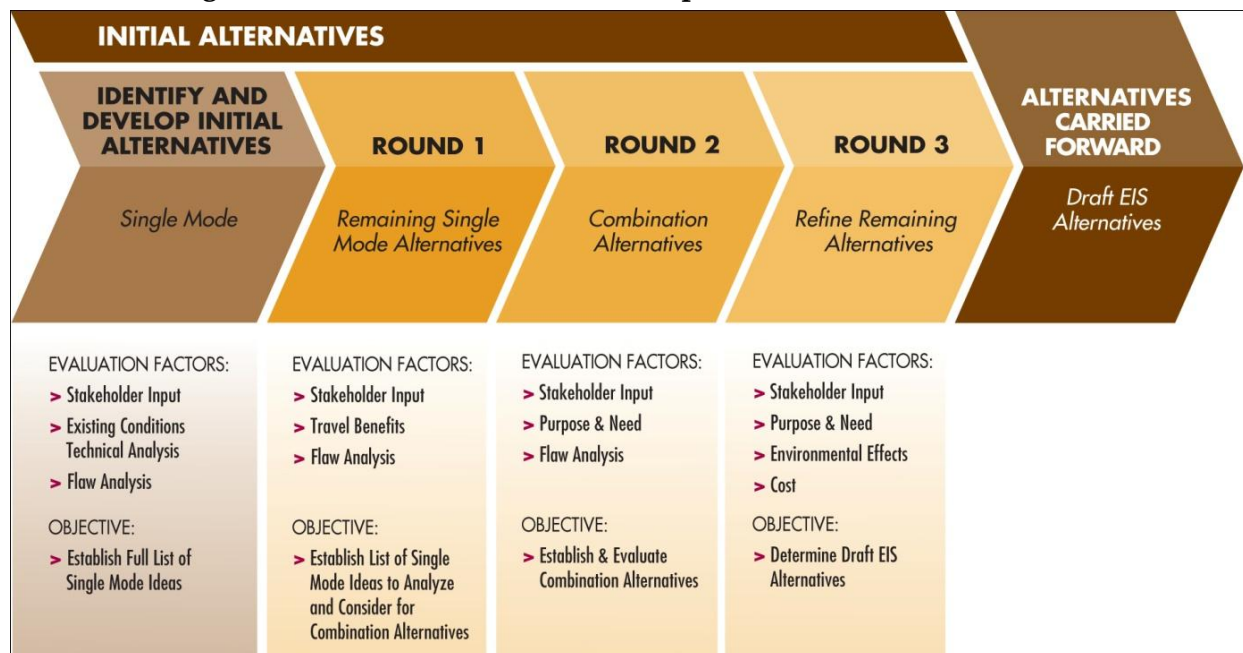 INITIAL ALTERNATIVES
IDENTIFY AND
DEVELOP INITIAL
ALTERNATIVES
Single Mode
ROUND 1
Remaining Single
Mode Alternatives
ROUND 2
Combination
Alternatives
ROUND 3
Refine Remaining
Alternatives
ALTERNATIVES
CARRIED
FORWARD
Draft EIS
Alternatives
EVALUATION FACTORS:
> Stakeholder Input
> Existing Conditions
Technical Analysis
> Flaw Analysis
OBJECTIVE:
> Establish Full List of
Single Mode Ideas
EVALUATION FACTORS:
> Stakeholder Input
> Travel Benefits
> Flaw Analysis
OBJECTIVE:
> Establish List of Single
Mode Ideas to Analyze
and Consider for
Combination Alternatives
EVALUATION FACTORS:
> Stakeholder Input
> Purpose & Need
> Flaw Analysis
OBJECTIVE:
> Establish & Evaluate
Combination Alternatives
EVALUATION FACTORS:
> Stakeholder Input
> Purpose & Need
> Environmental Effects
> Cost
OBJECTIVE:
> Determine Draft EIS
Alternatives